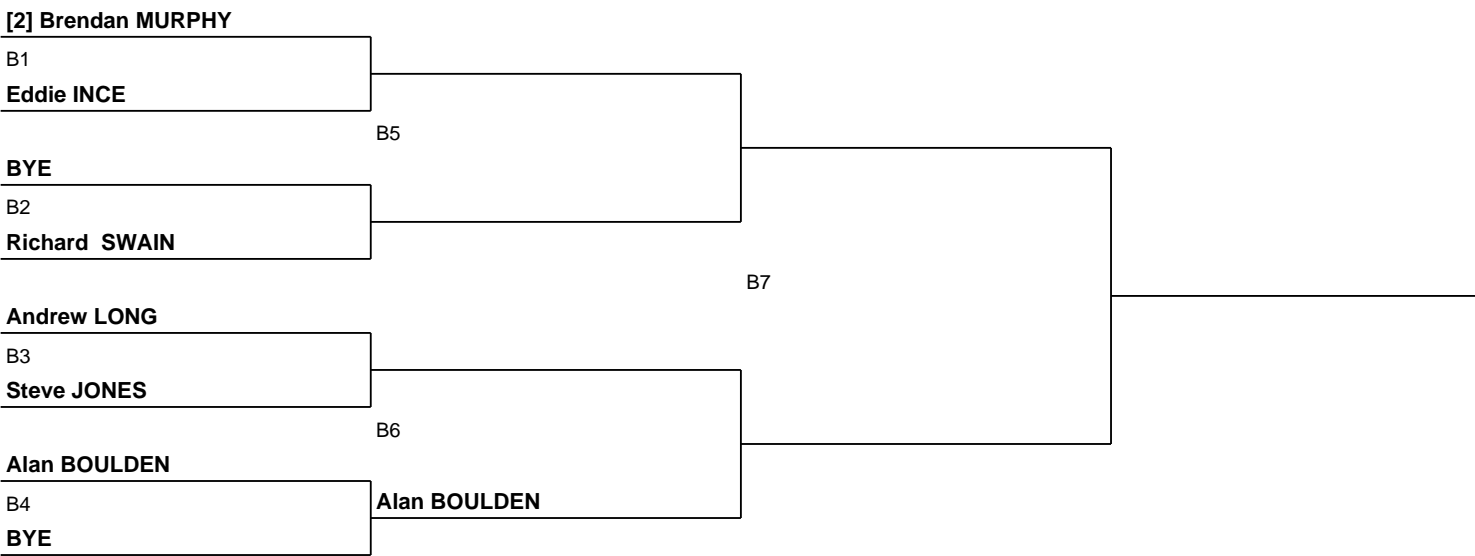 [2] Brendan MURPHY
B1
Eddie INCE
B5
BYE
B2
Richard  SWAIN
B7
Andrew LONG
B3
Steve JONES
B6
Alan BOULDEN
B4
Alan BOULDEN
BYE